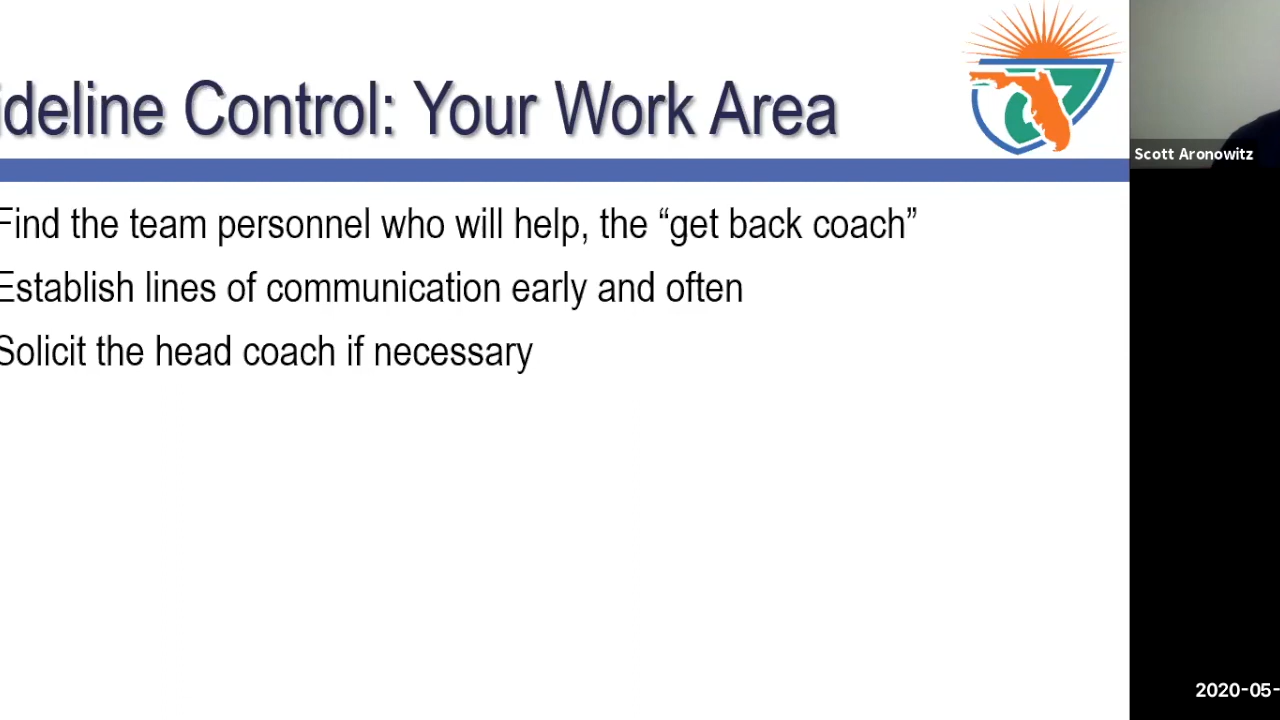 ideline Control: Your Work Area
Scott Aronowitz
Find the team personnel who will help, the “get back coach”
Establish lines of communication early and often
Solicit the head coach if necessary
2020-05-